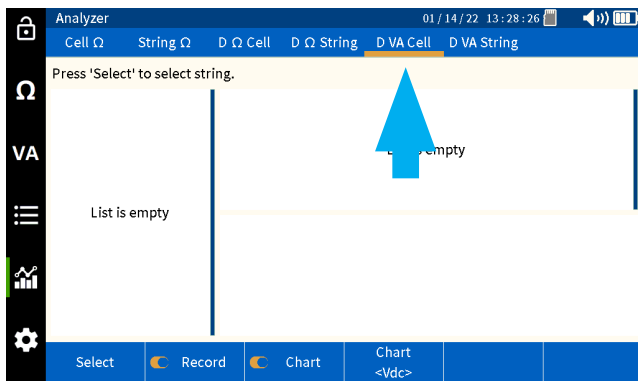 Analyzer 01/14/22 13:28:26
Cell Ω String Ω D Ω Cell D Ω String D VA Cell D VA String
Press 'Select' to select string.
Ω
VA
empty
List is empty
Select Record Chart Chart
<Vdc>